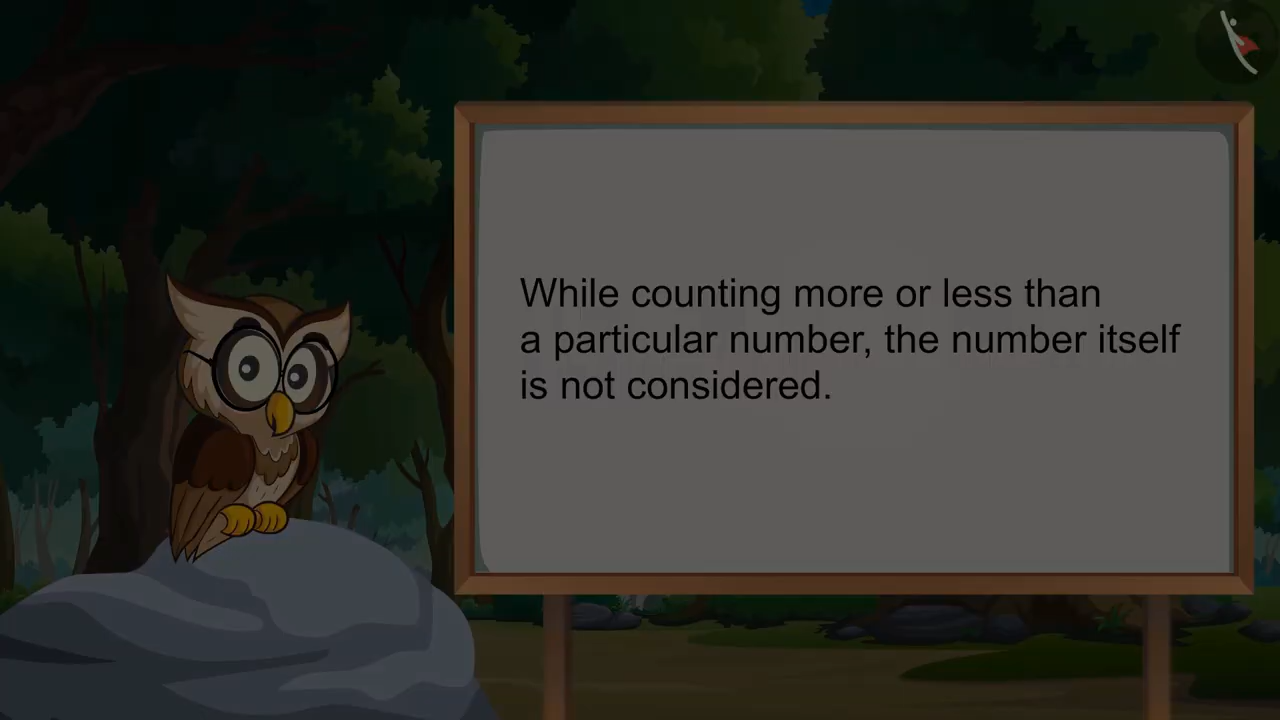 While counting more or less than
a particular number, the number itself
is not considered.